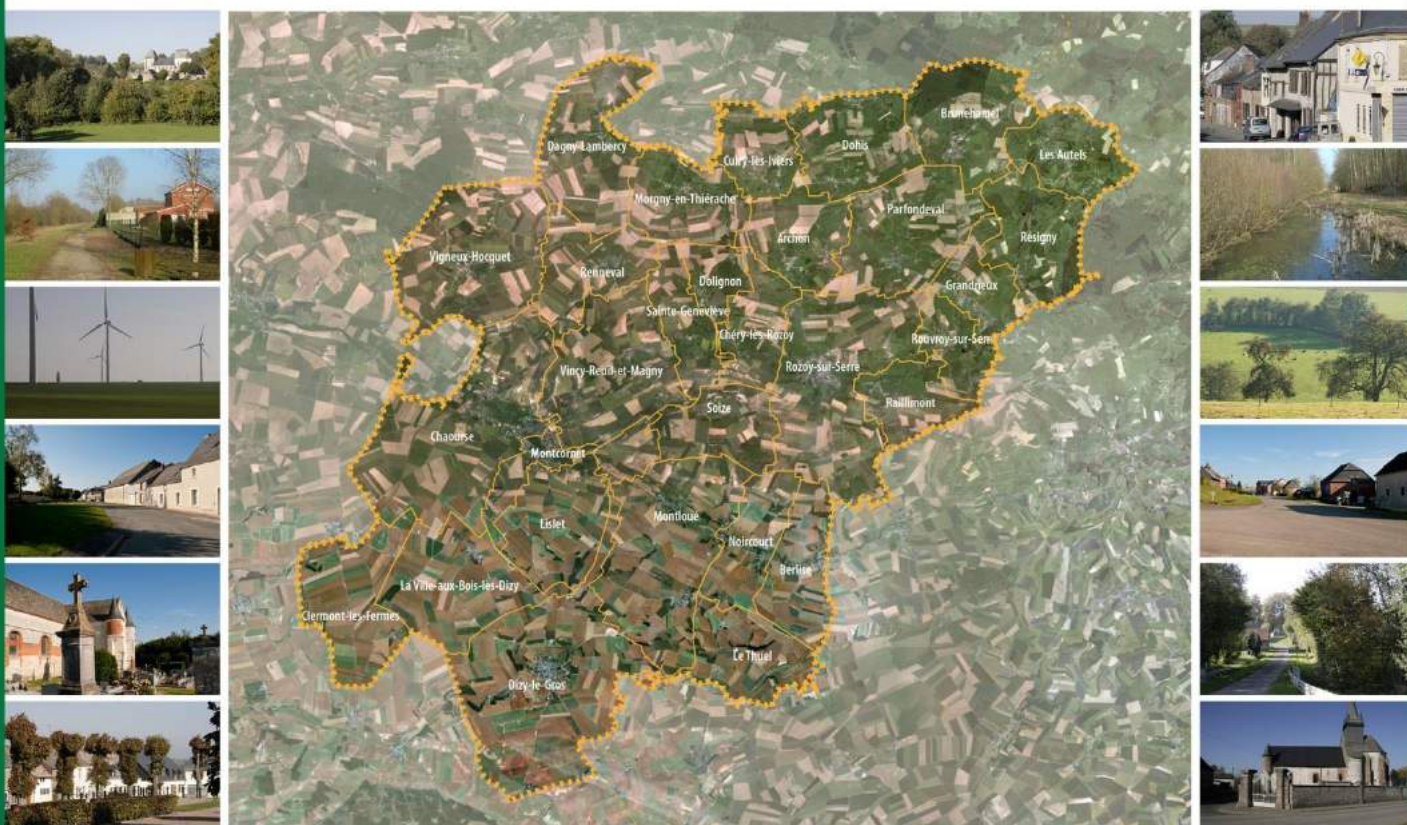 Brunehamel
Dagny-Lambercy
Cuiry-les-Iviers
Dohis
Les Autels
Morgny-en-Thiérache
Parfondeval
Archon
Résigny
Vigneux-Hocquet
Renneval
Dolignon
Grandrieux
Sainte-Geneviève
Chéry-lès-Rozoy
Rouvroy-sur-Serr
Vincy-Reuil-et-Magny
Rozoy-sur-Serre
Raillimont
Soize
Chaourse
Montcornet
Lislet
Montloué
Noircourt
Berlise
La Ville-aux-Bois-lès-Dizy
Clermont-les-Fermes
Le Thuel
Dizy-le-Gros